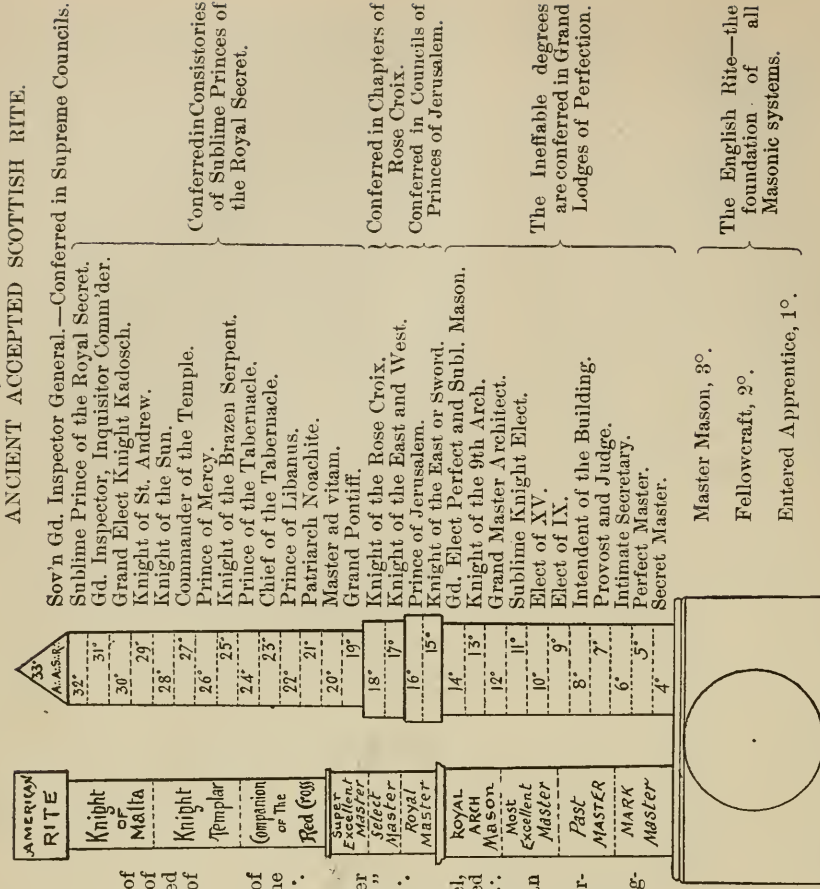 ANCIENT ACCEPTED SCOTTISH RITE.
Sov'n Gd. Inspector General.—Conferred in Supreme Councils.
Sublime Prince of the Royal Secret.
Gd. Inspector, Inquisitor Comm'der.
Grand Elect Knight Kadosch.
Knight of St. Andrew.
Knight of the Sun.
Commander of the Temple.
Prince of Mercy.
Knight of the Brazen Serpent.
Prince of the Tabernacle.
Chief of the Tabernacle.
Prince of Libanus.
Patriarch Noachite.
Master ad vitam.
Grand Pontiff.
Conferred in Consistories
of Sublime Princes of
the Royal Secret.
Knight of the Rose Croix.
Knight of the East and West.
Conferred in Chapters of
Rose Croix.
Prince of Jerusalem.
Knight of the East or Sword.
Conferred in Councils of
Princes of Jerusalem.
Gd. Elect Perfect and Subl. Mason.
Knight of the 9th Arch.
Grand Master Architect.
Sublime Knight Elect.
Elect of XV.
Elect of IX.
Intendent of the Building.
Provost and Judge.
Intimate Secretary.
Perfect Master.
Secret Master.
The Ineffable degrees
are conferred in Grand
Lodges of Perfection.
Master Mason, 3°.
Fellowcraft, 2°.
Entered Apprentice, 1°.
The English Rite—the
foundation of all
Masonic systems.
33°
A∴A∴S∴R∴
32°
31°
30°
29°
28°
27°
26°
25°
24°
23°
22°
21°
20°
19°
18°
17°
16°
15°
14°
13°
12°
11°
10°
9°
8°
7°
6°
5°
4°
AMERICAN
RITE
Knight
OF
Malta
Knight
Templar
Companion
OF THE
Red Cross
Super
Excellent
Master
Select
Master
Royal
Master
ROYAL
ARCH
MASON
Most
Excellent
Master
Past
MASTER
MARK
Master